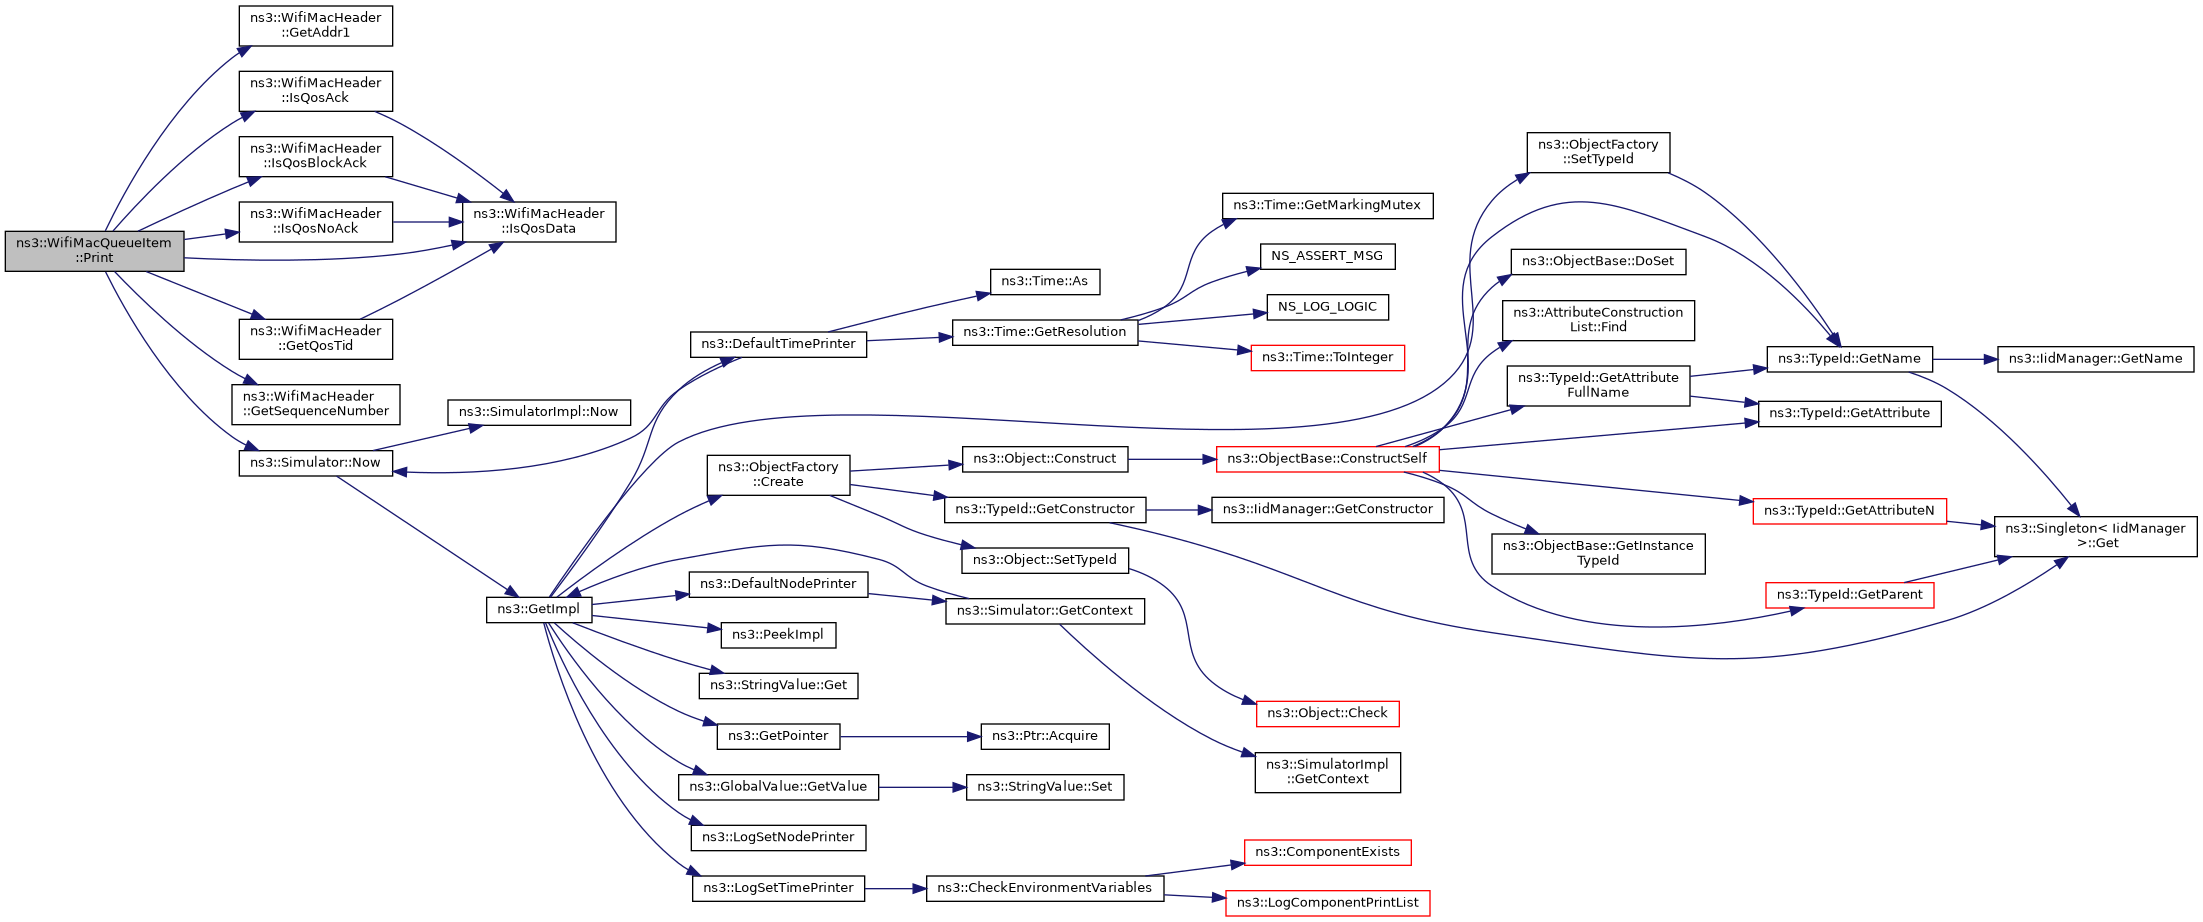 ns3::WifiMacQueueItem
::Print
ns3::WifiMacHeader
::GetAddr1
ns3::WifiMacHeader
::IsQosAck
ns3::WifiMacHeader
::IsQosBlockAck
ns3::WifiMacHeader
::IsQosNoAck
ns3::WifiMacHeader
::GetQosTid
ns3::WifiMacHeader
::GetSequenceNumber
ns3::Simulator::Now
ns3::WifiMacHeader
::IsQosData
ns3::SimulatorImpl::Now
ns3::GetImpl
ns3::DefaultTimePrinter
ns3::ObjectFactory
::Create
ns3::DefaultNodePrinter
ns3::PeekImpl
ns3::StringValue::Get
ns3::GetPointer
ns3::GlobalValue::GetValue
ns3::LogSetNodePrinter
ns3::LogSetTimePrinter
ns3::Time::As
ns3::Time::GetResolution
ns3::Object::Construct
ns3::TypeId::GetConstructor
ns3::Object::SetTypeId
ns3::Simulator::GetContext
ns3::Ptr::Acquire
ns3::StringValue::Set
ns3::CheckEnvironmentVariables
ns3::Time::GetMarkingMutex
NS_ASSERT_MSG
NS_LOG_LOGIC
ns3::Time::ToInteger
ns3::ObjectBase::ConstructSelf
ns3::IidManager::GetConstructor
ns3::Object::Check
ns3::SimulatorImpl
::GetContext
ns3::ComponentExists
ns3::LogComponentPrintList
ns3::ObjectFactory
::SetTypeId
ns3::ObjectBase::DoSet
ns3::AttributeConstruction
List::Find
ns3::TypeId::GetAttribute
FullName
ns3::ObjectBase::GetInstance
TypeId
ns3::TypeId::GetName
ns3::TypeId::GetAttribute
ns3::TypeId::GetAttributeN
ns3::TypeId::GetParent
ns3::IidManager::GetName
ns3::Singleton< IidManager
>::Get